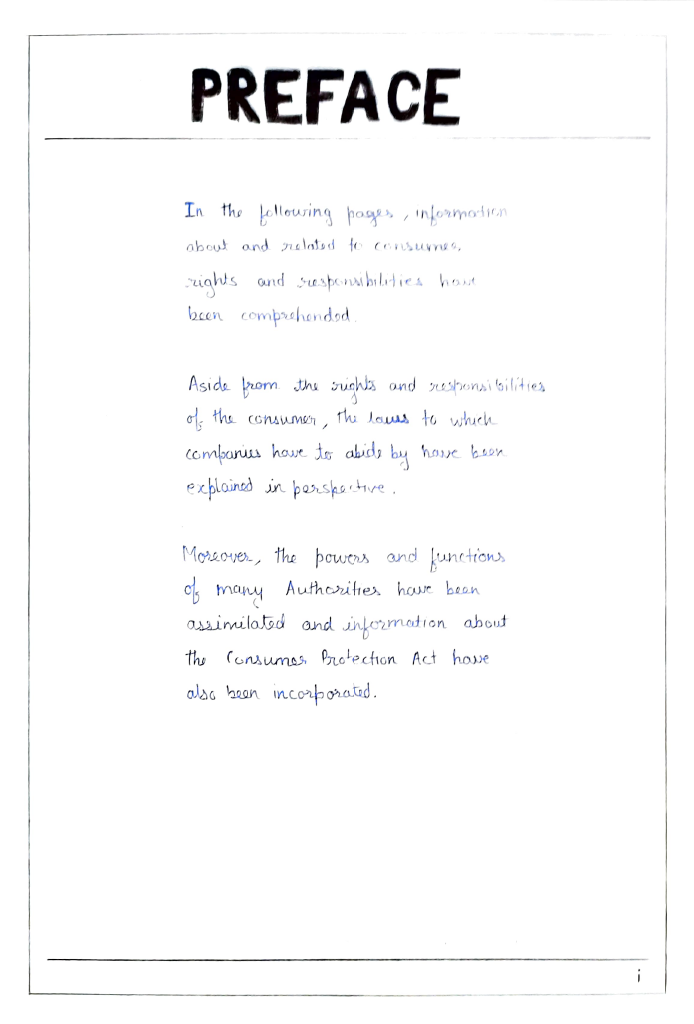 PREFACE
In the following pages, information
about and related to consumer
rights and responsibilities have
been comprehended.
Aside from the rights and responsibilities
of the consumer, the laws to which
companies have to abide by have been
explained in perspective.
Moreover, the powers and functions
of many Authorities have been
assimilated and information about
the Consumer Protection Act have
also been incorporated.
i